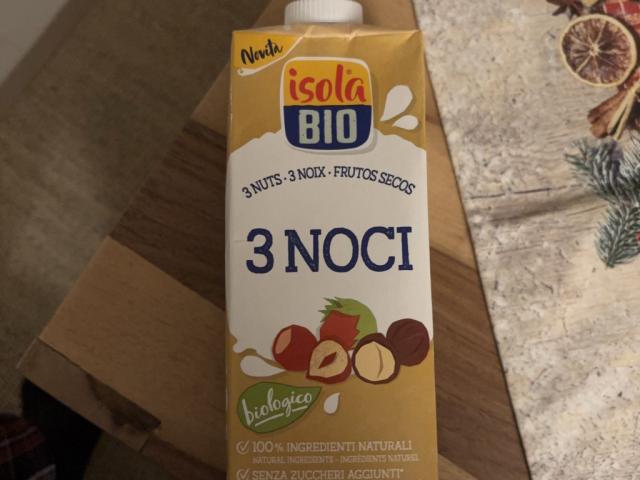 Novità
isola
BIO
3 NUTS · 3 NOIX · FRUTOS SECOS
3 NOCI
biologico
100% INGREDIENTI NATURALI
NATURAL INGREDIENTS - INGRÉDIENTS NATUREL
SENZA ZUCCHERI AGGIUNTI*